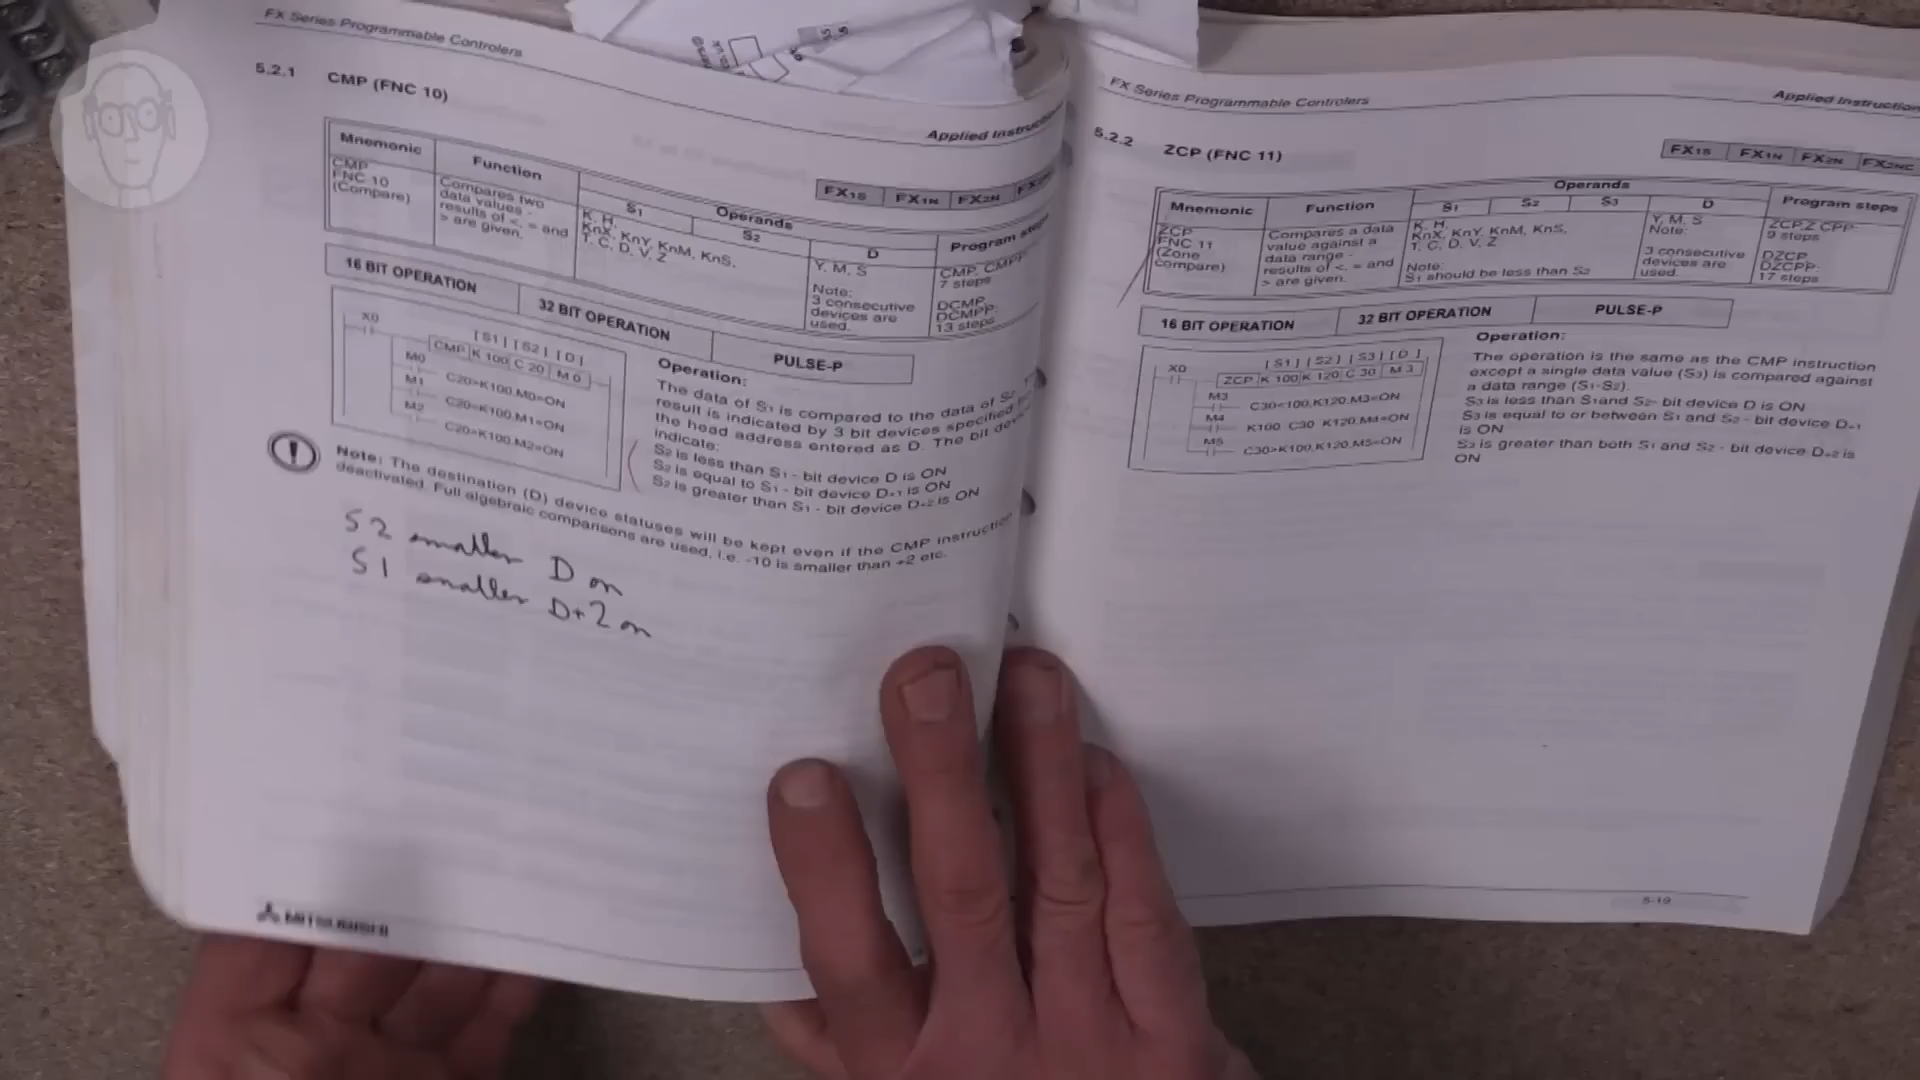 FX Series Programmable Controlers
Applied Instructio
5.2.1 CMP (FNC 10)
FX1S FX1N FX2N
Mnemonic Function Operands Program steps
S1 S2 D
CMP
FNC 10
(Compare)
Compares two
data values -
results of <, = and
> are given.
K, H,
KnX, KnY, KnM, KnS,
T, C, D, V, Z
Y, M, S
Note:
3 consecutive
devices are
used.
CMP, CMPP:
7 steps
DCMP,
DCMPP:
13 steps
16 BIT OPERATION 32 BIT OPERATION PULSE-P
X0
[S1] [S2] [D]
CMP K 100 C 20 M 0
M0 C20>K100,M0=ON
M1 C20=K100,M1=ON
M2 C20>K100,M2=ON
Operation:
The data of S1 is compared to the data of S2.
result is indicated by 3 bit devices specified
the head address entered as D. The bit
indicate:
S2 is less than S1 - bit device D is ON
S2 is equal to S1 - bit device D+1 is ON
S2 is greater than S1 - bit device D+2 is ON
Note: The destination (D) device statuses will be kept even if the CMP instruction
deactivated. Full algebraic comparisons are used, i.e. -10 is smaller than +2 etc.
S2 smaller D on
S1 smaller D+2 on
MITSUBISHI
FX Series Programmable Controlers
Applied Instruction
5.2.2 ZCP (FNC 11)
FX1S FX1N FX2N FX2NC
Mnemonic Function Operands Program steps
S1 S2 S3 D
ZCP
FNC 11
(Zone
compare)
Compares a data
value against a
data range -
results of <, = and
> are given.
K, H,
KnX, KnY, KnM, KnS,
T, C, D, V, Z
Note:
S1 should be less than S2
Y, M, S
Note:
3 consecutive
devices are
used.
ZCP,Z CPP:
9 steps
DZCP,
DZCPP:
17 steps
16 BIT OPERATION 32 BIT OPERATION PULSE-P
X0
[S1] [S2] [S3] [D]
ZCP K 100 K 120 C 30 M 3
M3 C30<100,K120,M3=ON
M4 K100 C30 K120,M4=ON
M5 C30>K100,K120,M5=ON
Operation:
The operation is the same as the CMP instruction
except a single data value (S3) is compared against
a data range (S1-S2).
S3 is less than S1and S2- bit device D is ON
S3 is equal to or between S1 and S2 - bit device D+1
is ON
S3 is greater than both S1 and S2 - bit device D+2 is
ON
5-19